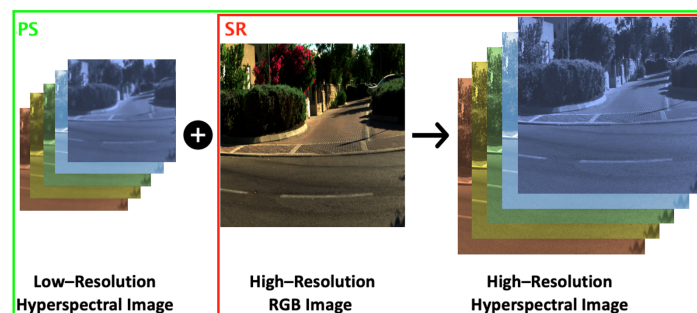 PS
SR
Low–Resolution
Hyperspectral Image
High–Resolution
RGB Image
High–Resolution
Hyperspectral Image